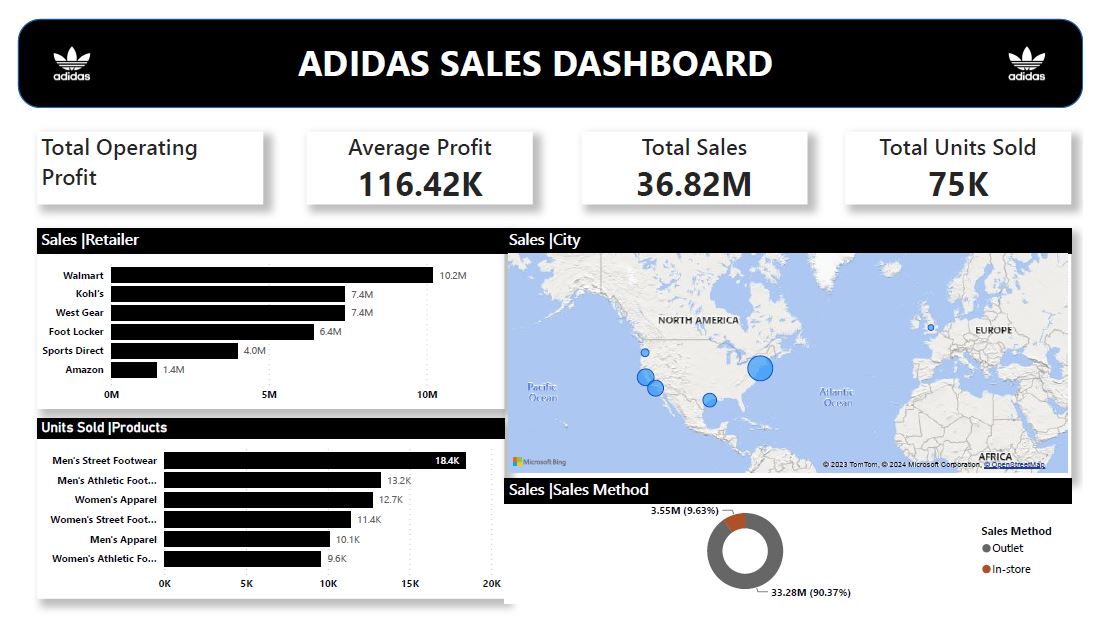 adidas
ADIDAS SALES DASHBOARD
adidas
Total Operating
Profit
Average Profit
116.42K
Total Sales
36.82M
Total Units Sold
75K
Sales |Retailer
Walmart 10.2M
Kohl's 7.4M
West Gear 7.4M
Foot Locker 6.4M
Sports Direct 4.0M
Amazon 1.4M
0M 5M 10M
Units Sold |Products
Men's Street Footwear 18.4K
Men's Athletic Foot... 13.2K
Women's Apparel 12.7K
Women's Street Foot... 11.4K
Men's Apparel 10.1K
Women's Athletic Fo... 9.6K
0K 5K 10K 15K 20K
Sales |City
NORTH AMERICA
EUROPE
Pacific
Ocean
Atlantic
Ocean
AFRICA
Microsoft Bing
© 2023 TomTom, © 2024 Microsoft Corporation, © OpenStreetMap
Sales |Sales Method
3.55M (9.63%)
33.28M (90.37%)
Sales Method
Outlet
In-store